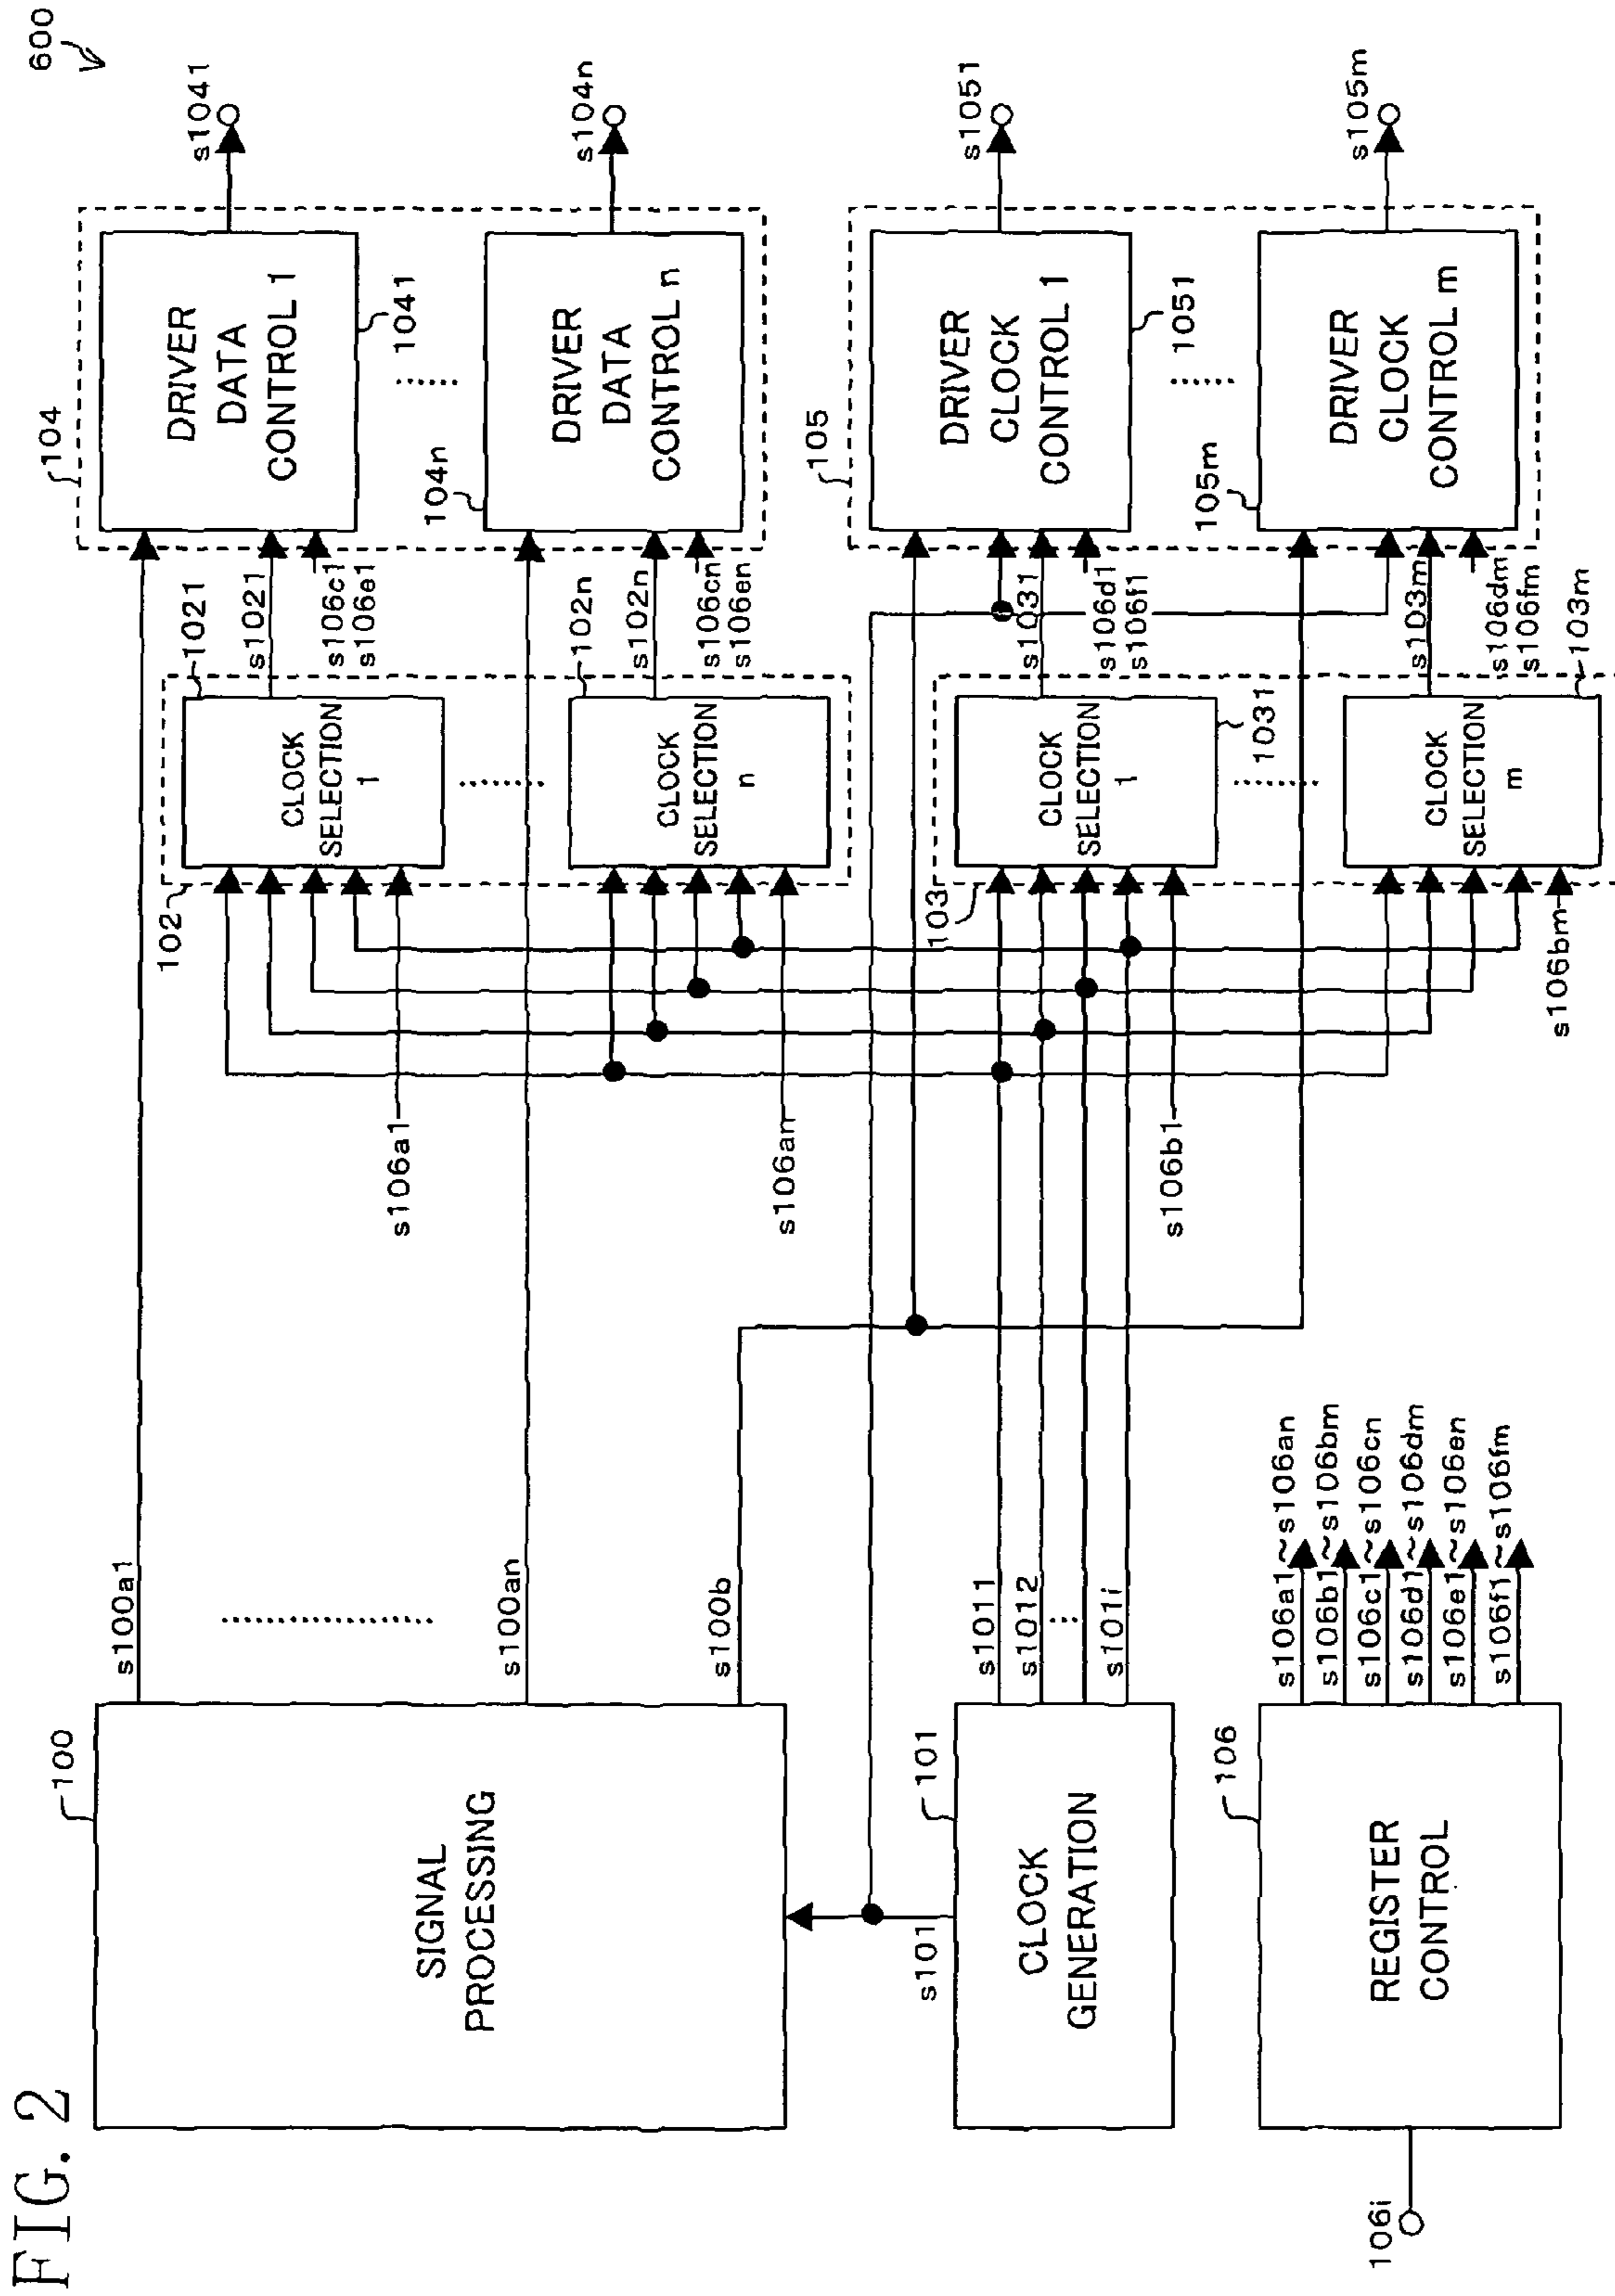 FIG. 2
600
100
SIGNAL
PROCESSING
s100a1
s100an
s100b
s101
101
CLOCK
GENERATION
s1011
s1012
s101i
106i
106
REGISTER
CONTROL
s106a1~s106an
s106b1~s106bm
s106c1~s106cn
s106d1~s106dm
s106e1~s106en
s106f1~s106fm
102
1021
CLOCK
SELECTION
1
s106a1
s1021
102n
CLOCK
SELECTION
n
s106an
s102n
103
1031
CLOCK
SELECTION
1
s106b1
s1031
103m
CLOCK
SELECTION
m
s106bm
s103m
104
DRIVER
DATA
CONTROL 1
1041
s106c1
s106e1
s1041
104n
DRIVER
DATA
CONTROL n
s106cn
s106en
s104n
105
DRIVER
CLOCK
CONTROL 1
1051
s106d1
s106f1
s1051
105m
DRIVER
CLOCK
CONTROL m
s106dm
s106fm
s105m